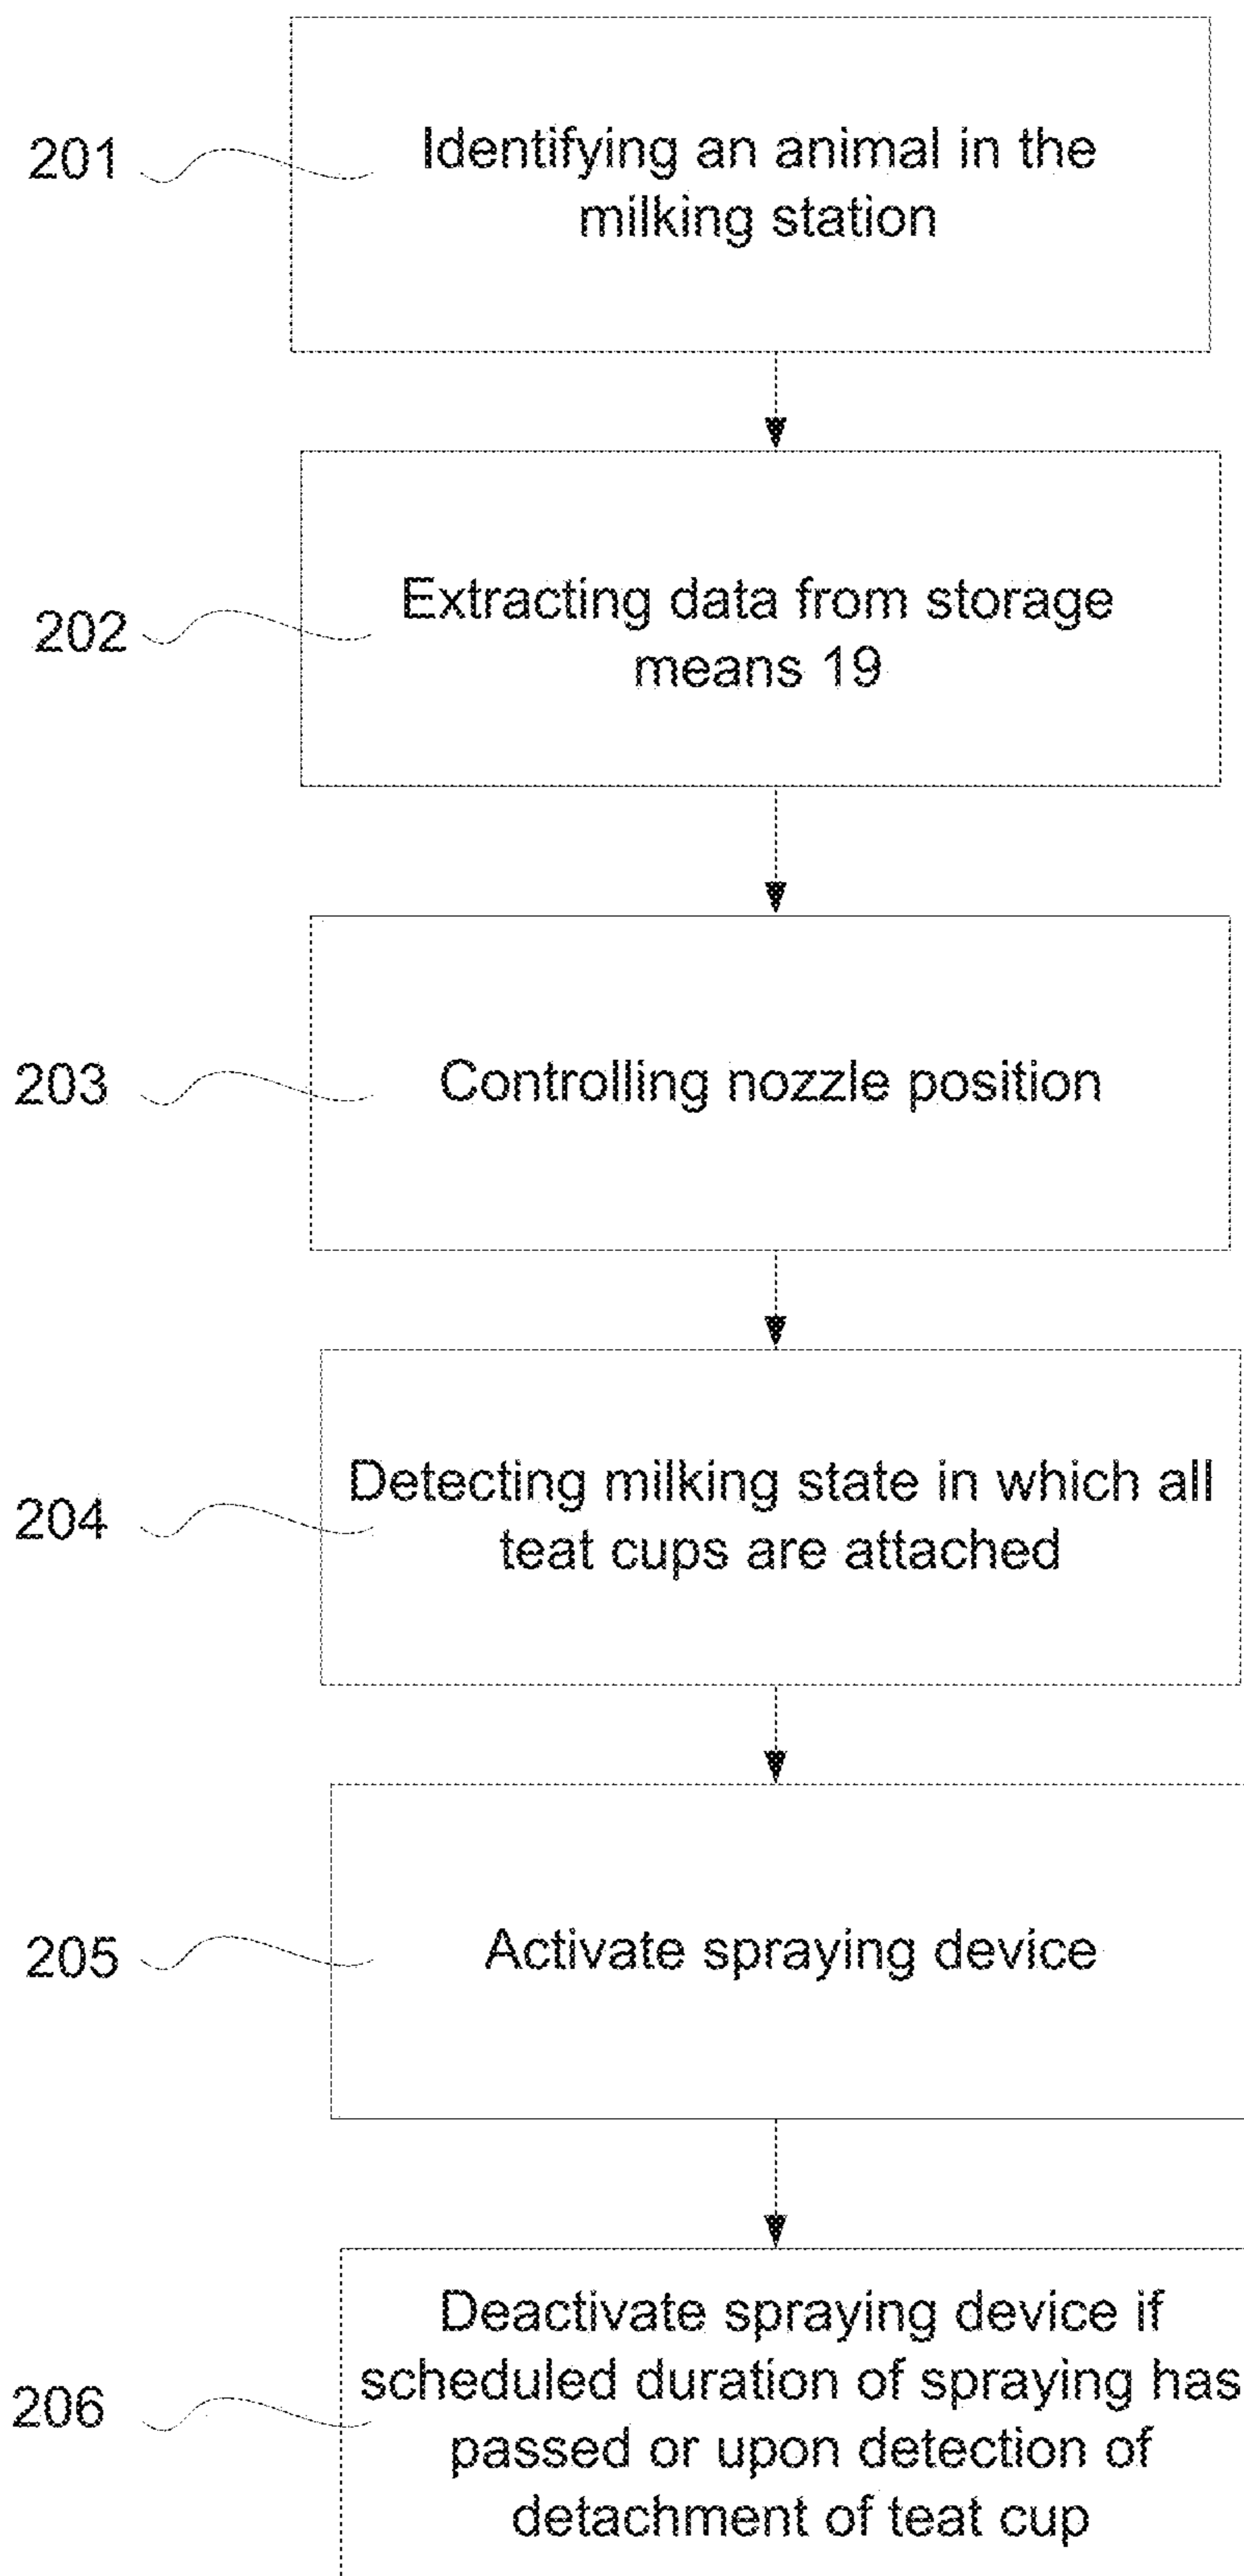 201
Identifying an animal in the
milking station
202
Extracting data from storage
means 19
203
Controlling nozzle position
204
Detecting milking state in which all
teat cups are attached
205
Activate spraying device
206
Deactivate spraying device if
scheduled duration of spraying has
passed or upon detection of
detachment of teat cup